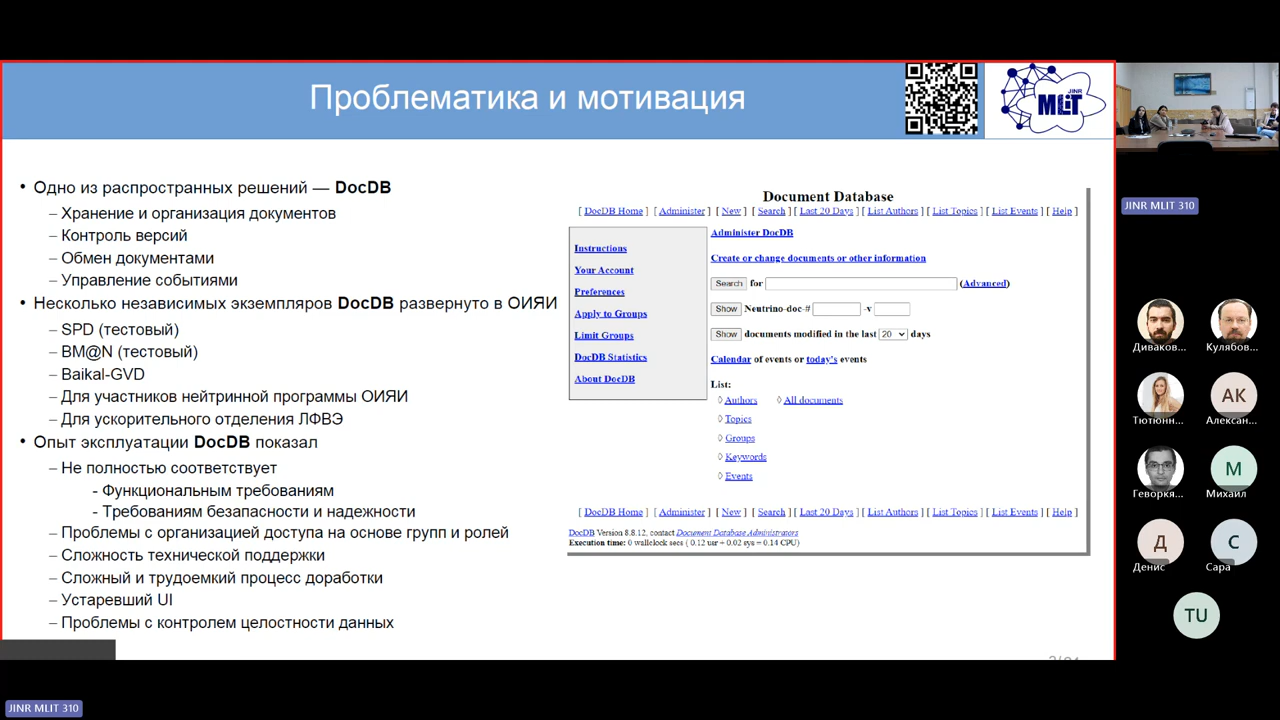 Проблематика и мотивация
JINR
MLIT
• Одно из распространных решений — DocDB
– Хранение и организация документов
– Контроль версий
– Обмен документами
– Управление событиями
• Несколько независимых экземпляров DocDB развернуто в ОИЯИ
– SPD (тестовый)
– BM@N (тестовый)
– Baikal-GVD
– Для участников нейтринной программы ОИЯИ
– Для ускорительного отделения ЛФВЭ
• Опыт эксплуатации DocDB показал
– Не полностью соответствует
- Функциональным требованиям
- Требованиям безапасности и надежности
– Проблемы с организацией доступа на основе групп и ролей
– Сложность технической поддержки
– Сложный и трудоемкий процесс доработки
– Устаревший UI
– Проблемы с контролем целостности данных
Document Database
[ DocDB Home ] [ Administer ] [ New ] [ Search ] [ Last 20 Days ] [ List Authors ] [ List Topics ] [ List Events ] [ Help ]
Instructions
Your Account
Preferences
Apply to Groups
Limit Groups
DocDB Statistics
About DocDB
Administer DocDB
Create or change documents or other information
Search for (Advanced)
Show Neutrino-doc-# -v
Show documents modified in the last 20 days
Calendar of events or today's events
List:
◊ Authors ◊ All documents
◊ Topics
◊ Groups
◊ Keywords
◊ Events
[ DocDB Home ] [ Administer ] [ New ] [ Search ] [ Last 20 Days ] [ List Authors ] [ List Topics ] [ List Events ] [ Help ]
DocDB Version 8.8.12, contact Document Database Administrators
Execution time: 0 wallclock secs ( 0.12 usr + 0.02 sys = 0.14 CPU)
JINR MLIT 310
Диваков...
Кулябов...
Тютюнн...
АК
Алексан...
Геворкя...
М
Михаил
Д
Денис
С
Сара
TU
JINR MLIT 310